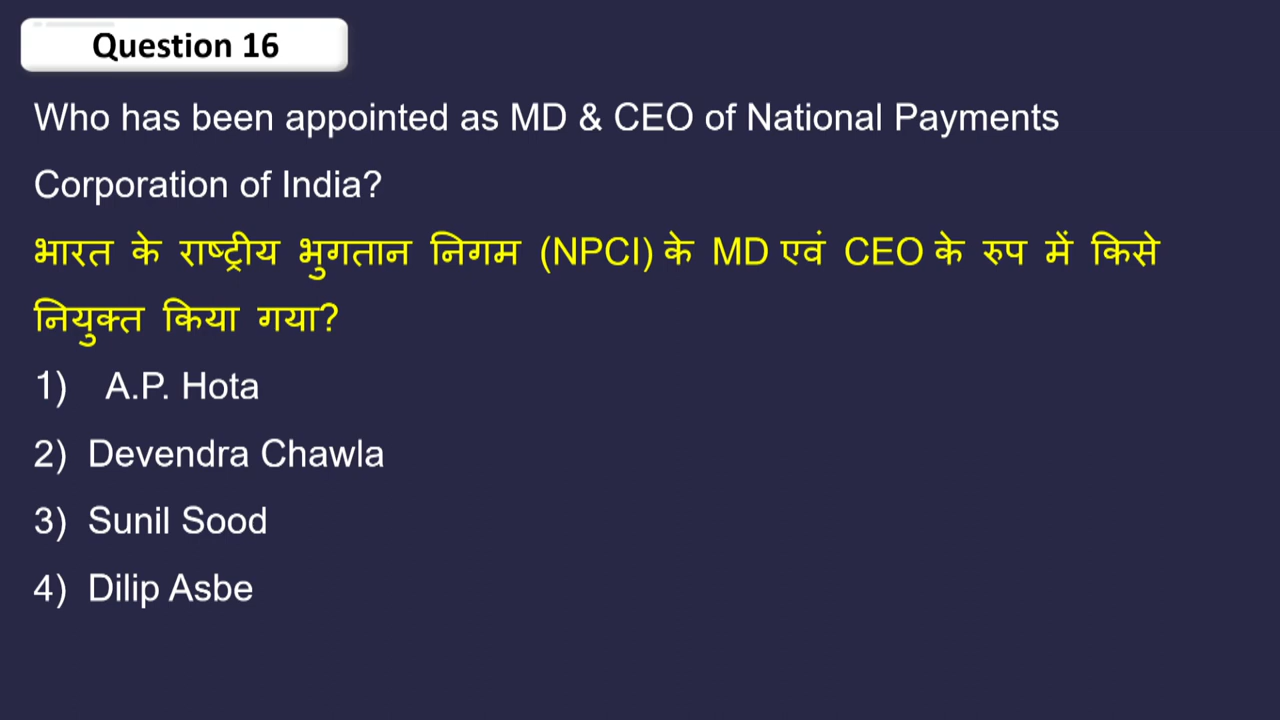 Question 16
Who has been appointed as MD & CEO of National Payments
Corporation of India?
भारत के राष्ट्रीय भुगतान निगम (NPCI) के MD एवं CEO के रुप में किसे
नियुक्त किया गया?
1) A.P. Hota
2) Devendra Chawla
3) Sunil Sood
4) Dilip Asbe